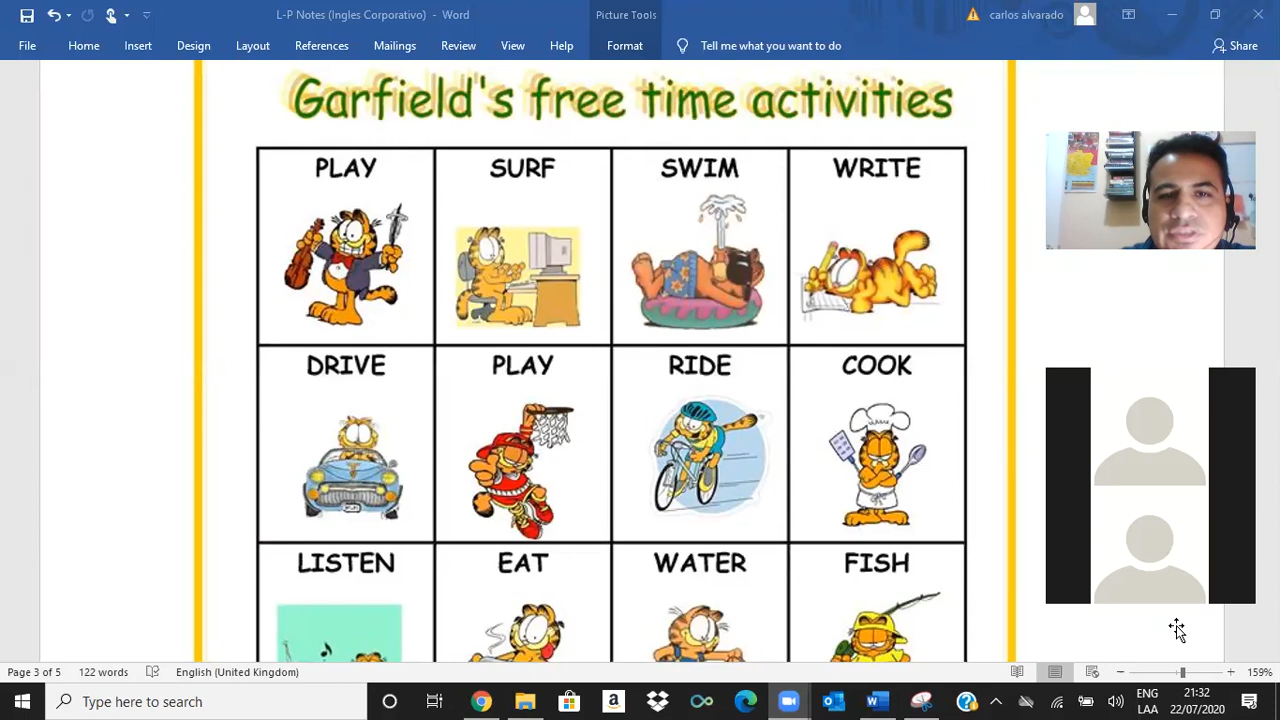 L-P Notes (Ingles Corporativo) - Word
Picture Tools
carlos alvarado
File Home Insert Design Layout References Mailings Review View Help Format Tell me what you want to do Share
Garfield's free time activities
PLAY SURF SWIM WRITE
DRIVE PLAY RIDE COOK
LISTEN EAT WATER FISH
Page 3 of 5 122 words English (United Kingdom) 159%
Type here to search
ENG 21:32
LAA 22/07/2020